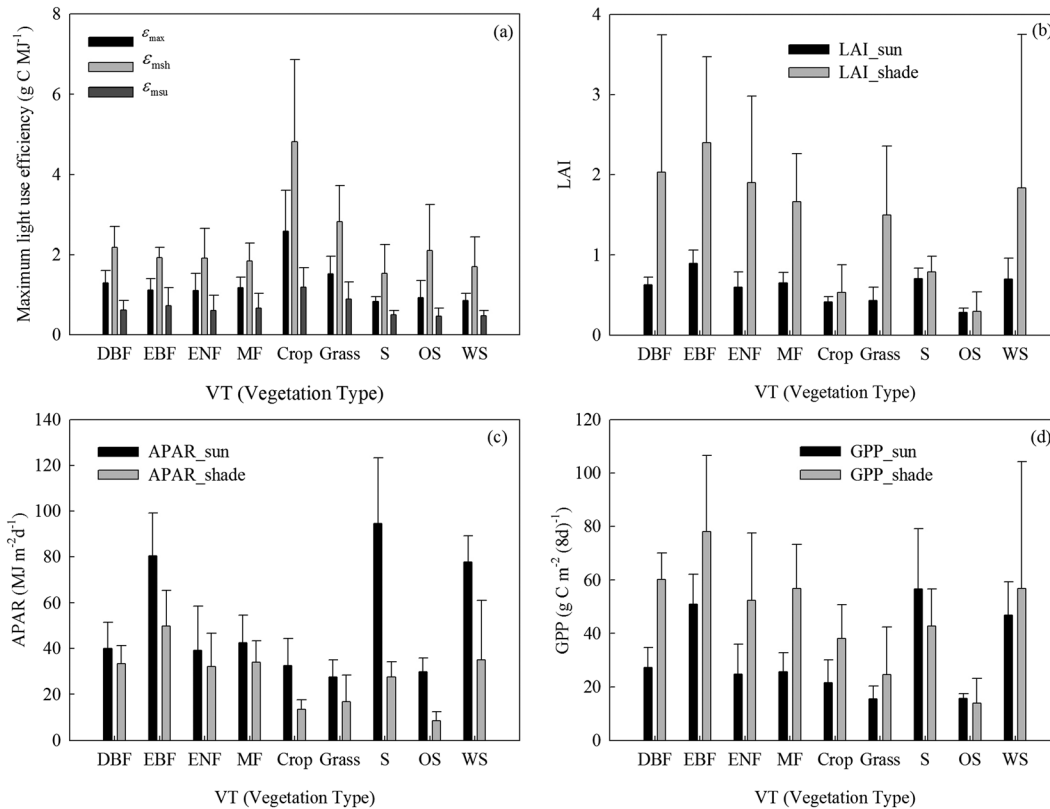 (a)
εmax
εmsh
εmsu
Maximum light use efficiency (g C MJ⁻¹)
8
6
4
2
0
DBF EBF ENF MF Crop Grass S OS WS
VT (Vegetation Type)
(b)
LAI_sun
LAI_shade
LAI
4
3
2
1
0
DBF EBF ENF MF Crop Grass S OS WS
VT (Vegetation Type)
(c)
APAR_sun
APAR_shade
APAR (MJ m⁻²d⁻¹)
140
120
100
80
60
40
20
0
DBF EBF ENF MF Crop Grass S OS WS
VT (Vegetation Type)
(d)
GPP_sun
GPP_shade
GPP (g C m⁻² (8d)⁻¹)
120
100
80
60
40
20
0
DBF EBF ENF MF Crop Grass S OS WS
VT (Vegetation Type)